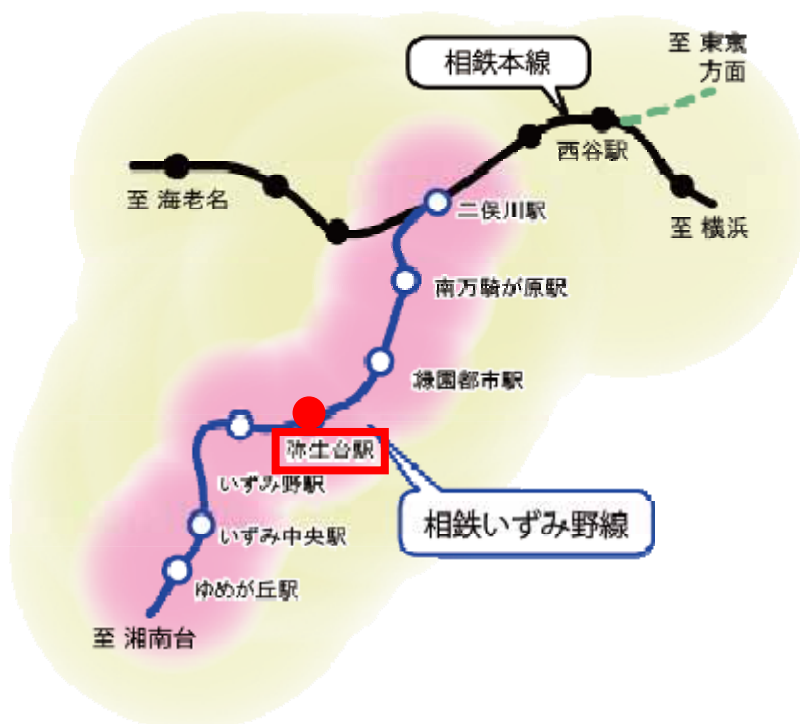 相鉄本線
至 東京
方面
西谷駅
至 海老名
二俣川駅
至 横浜
南万騎が原駅
緑園都市駅
弥生台駅
いずみ野駅
相鉄いずみ野線
いずみ中央駅
ゆめが丘駅
至 湘南台